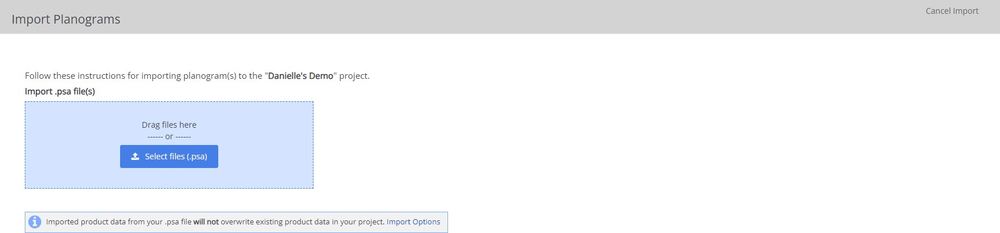 Import Planograms
Cancel Import
Follow these instructions for importing planogram(s) to the "Danielle's Demo" project.
Import .psa file(s)
Drag files here
------ or ------
Select files (.psa)
Imported product data from your .psa file will not overwrite existing product data in your project. Import Options